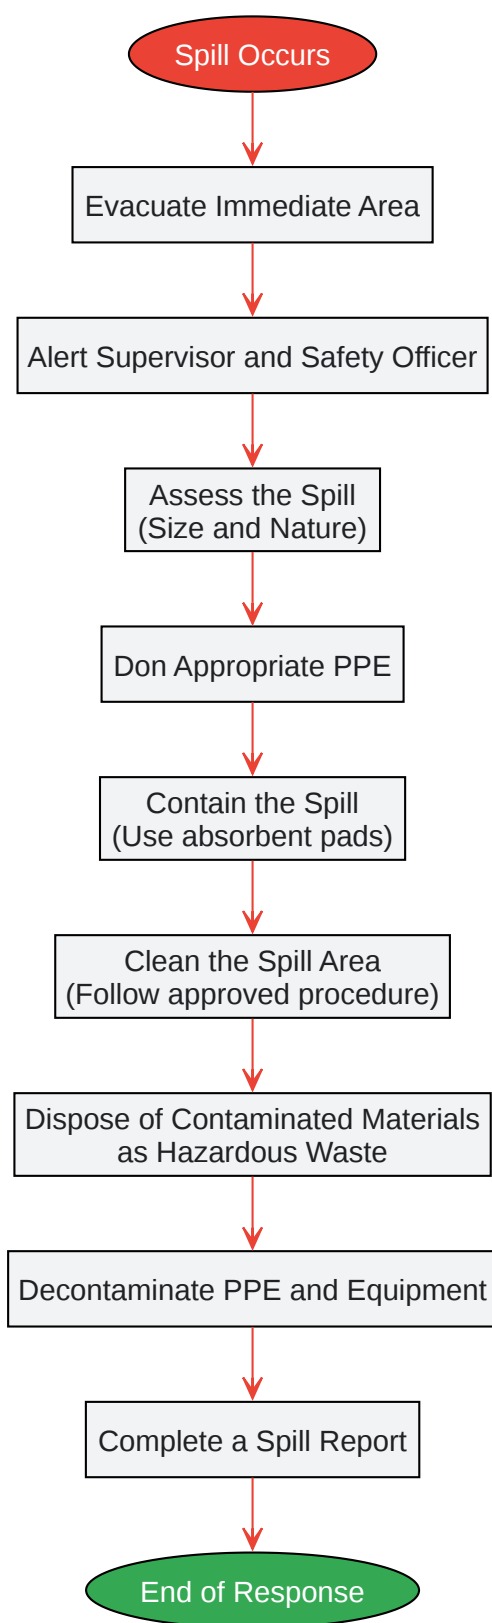 Spill Occurs
Evacuate Immediate Area
Alert Supervisor and Safety Officer
Assess the Spill
(Size and Nature)
Don Appropriate PPE
Contain the Spill
(Use absorbent pads)
Clean the Spill Area
(Follow approved procedure)
Dispose of Contaminated Materials
as Hazardous Waste
Decontaminate PPE and Equipment
Complete a Spill Report
End of Response